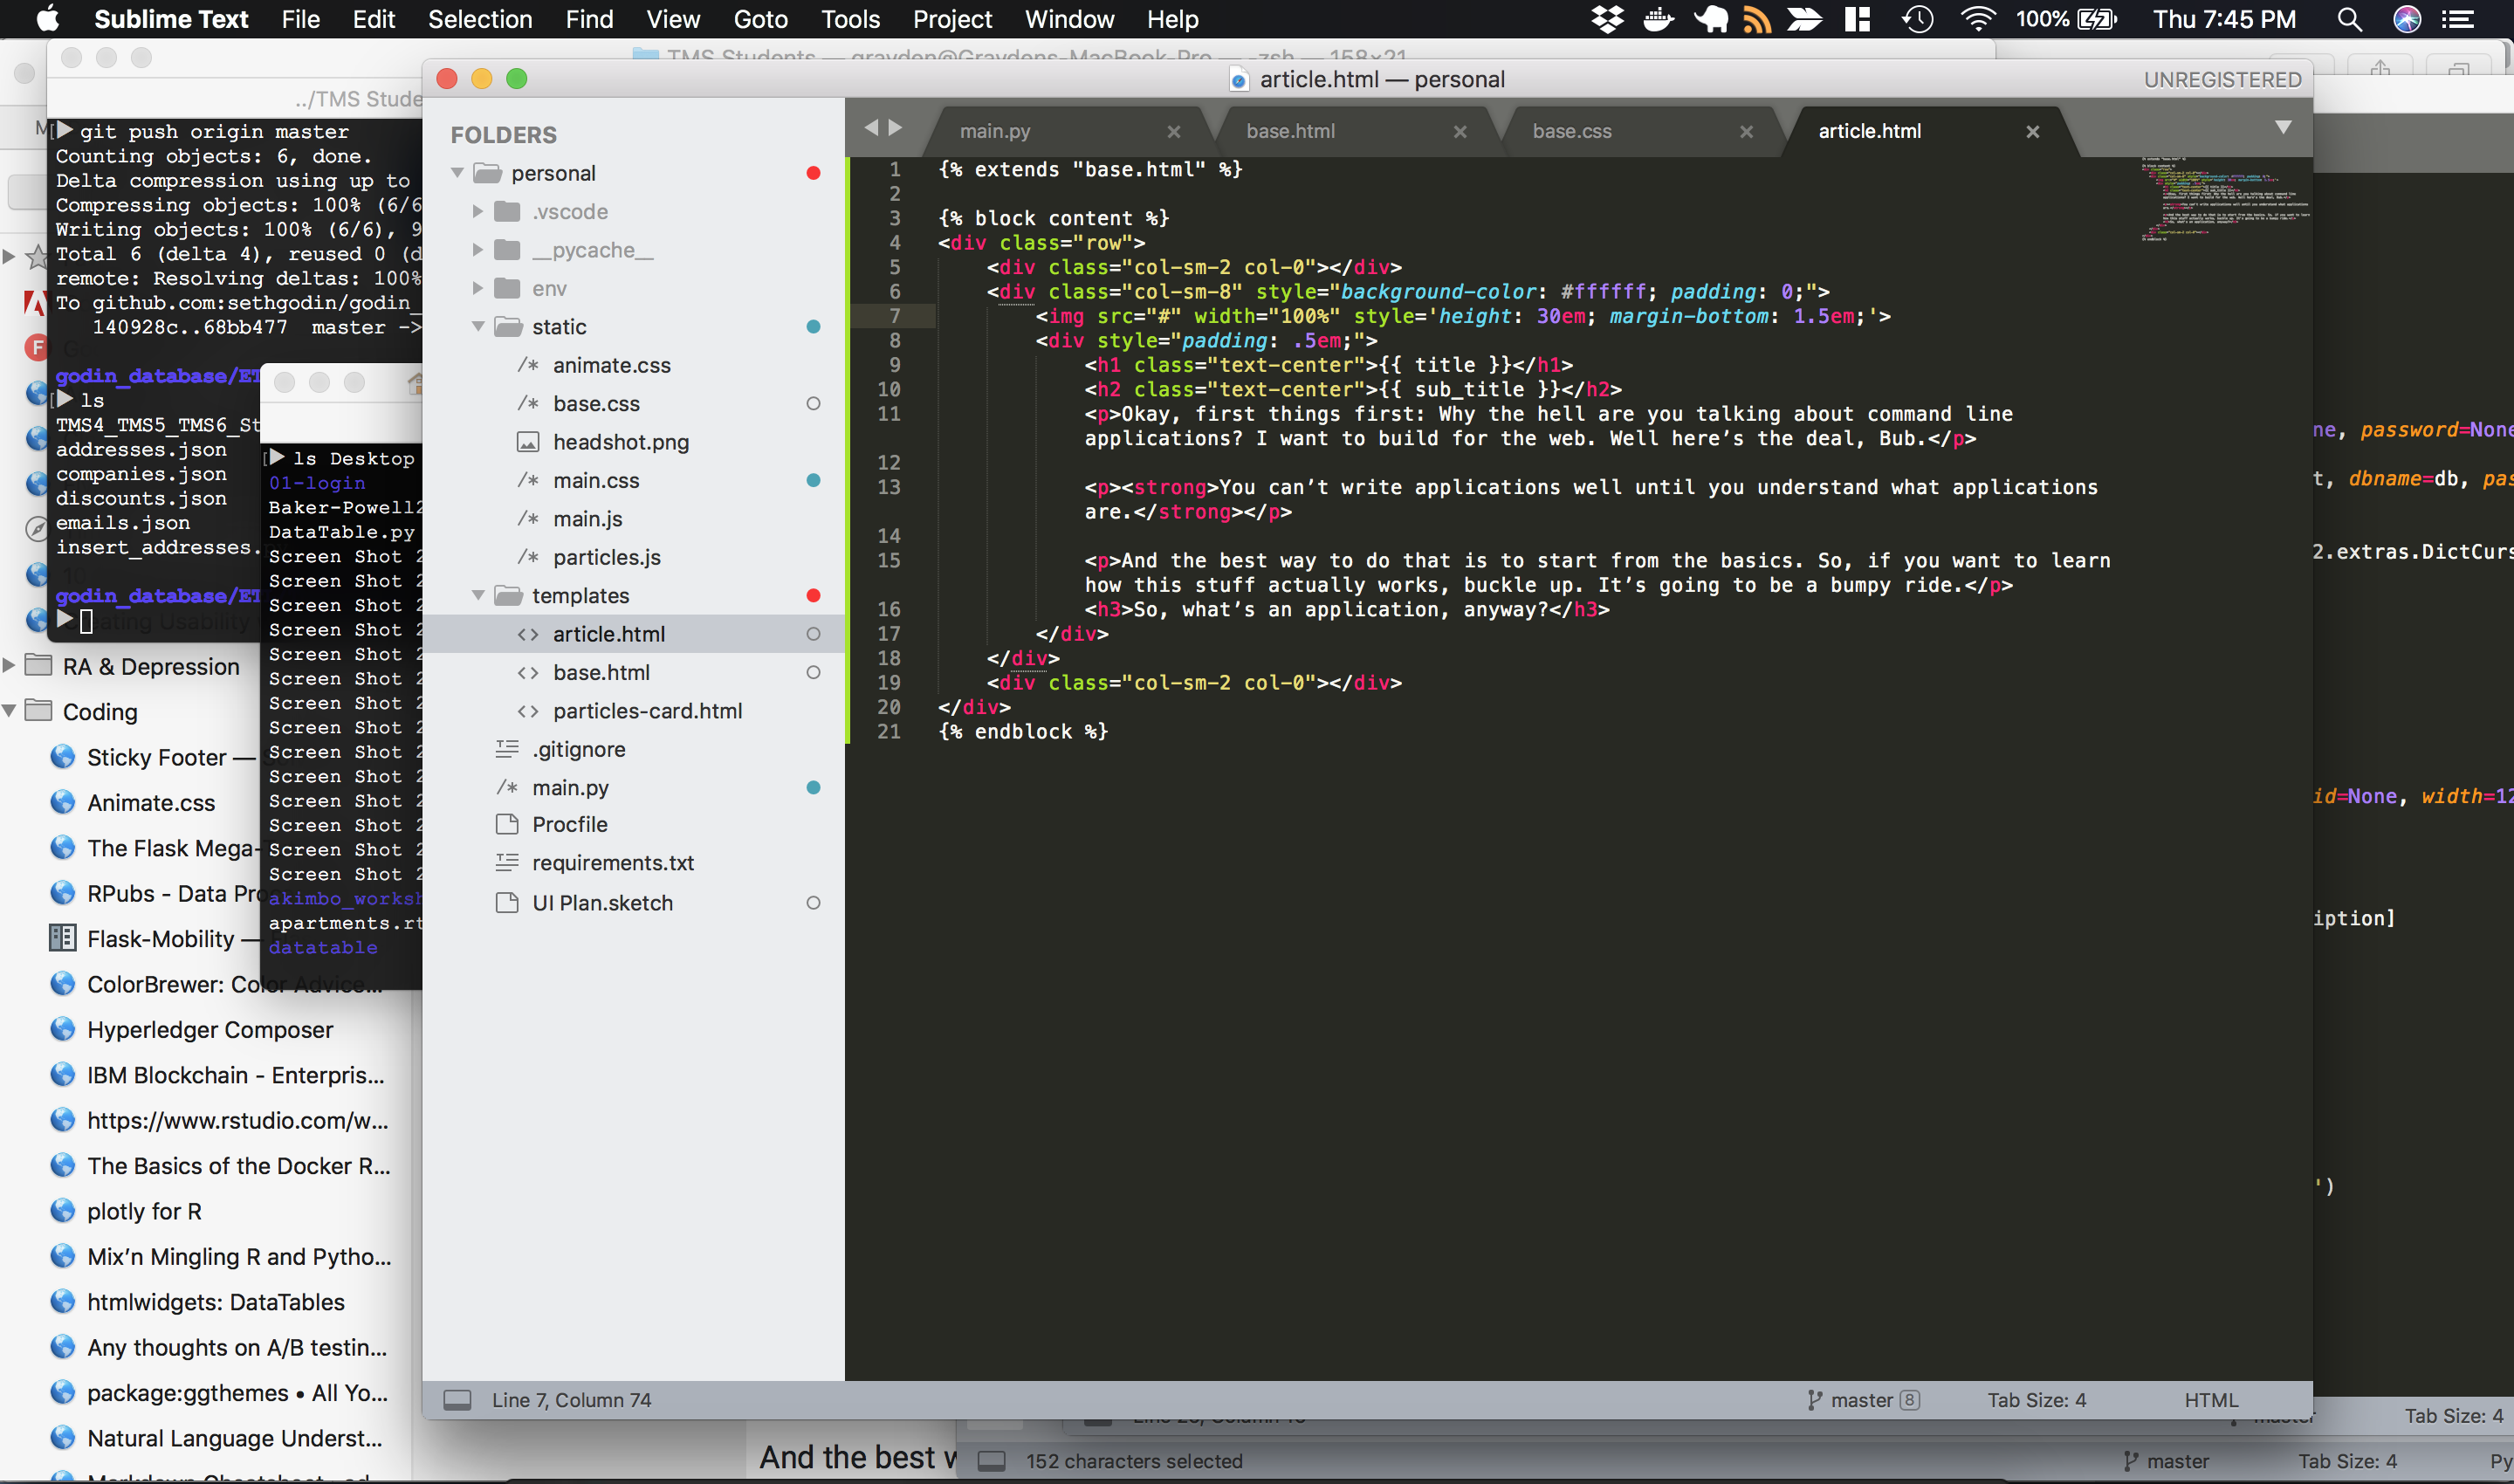 Sublime Text File Edit Selection Find View Goto Tools Project Window Help 100% Thu 7:45 PM
TMS Students — grayden@Graydens-MacBook-Pro — -zsh — 158×21
../TMS Stude
▶ git push origin master
Counting objects: 6, done.
Delta compression using up to
Compressing objects: 100% (6/6
Writing objects: 100% (6/6), 9
Total 6 (delta 4), reused 0 (d
remote: Resolving deltas: 100%
To github.com:sethgodin/godin_
140928c..68bb477 master ->
godin_database/ET
▶ ls
TMS4_TMS5_TMS6_St
addresses.json
companies.json
discounts.json
emails.json
insert_addresses.
godin_database/ET
▶
▶ ls Desktop
01-login
Baker-Powell2
DataTable.py
Screen Shot 2
Screen Shot 2
Screen Shot 2
Screen Shot 2
Screen Shot 2
Screen Shot 2
Screen Shot 2
Screen Shot 2
Screen Shot 2
Screen Shot 2
Screen Shot 2
Screen Shot 2
Screen Shot 2
Screen Shot 2
akimbo_worksh
apartments.rt
datatable
RA & Depression
Coding
Sticky Footer —
Animate.css
The Flask Mega-
RPubs - Data Pro
Flask-Mobility —
ColorBrewer: Color Advice...
Hyperledger Composer
IBM Blockchain - Enterpris...
https://www.rstudio.com/w...
The Basics of the Docker R...
plotly for R
Mix’n Mingling R and Pytho...
htmlwidgets: DataTables
Any thoughts on A/B testin...
package:ggthemes • All Yo...
Natural Language Underst...
article.html — personal
UNREGISTERED
FOLDERS
personal
.vscode
__pycache__
env
static
animate.css
base.css
headshot.png
main.css
main.js
particles.js
templates
article.html
base.html
particles-card.html
.gitignore
main.py
Procfile
requirements.txt
UI Plan.sketch
main.py base.html base.css article.html
1 {% extends "base.html" %}
2
3 {% block content %}
4 <div class="row">
5 <div class="col-sm-2 col-0"></div>
6 <div class="col-sm-8" style="background-color: #ffffff; padding: 0;">
7 <img src="#" width="100%" style='height: 30em; margin-bottom: 1.5em;'>
8 <div style="padding: .5em;">
9 <h1 class="text-center">{{ title }}</h1>
10 <h2 class="text-center">{{ sub_title }}</h2>
11 <p>Okay, first things first: Why the hell are you talking about command line
applications? I want to build for the web. Well here’s the deal, Bub.</p>
12
13 <p><strong>You can’t write applications well until you understand what applications
are.</strong></p>
14
15 <p>And the best way to do that is to start from the basics. So, if you want to learn
how this stuff actually works, buckle up. It’s going to be a bumpy ride.</p>
16 <h3>So, what’s an application, anyway?</h3>
17 </div>
18 </div>
19 <div class="col-sm-2 col-0"></div>
20 </div>
21 {% endblock %}
Line 7, Column 74
master 8
Tab Size: 4
HTML
ne, password=None
t, dbname=db, pas
2.extras.DictCurs
id=None, width=12
iption]
')
Tab Size: 4
And the best w
152 characters selected
master
Tab Size: 4
Py